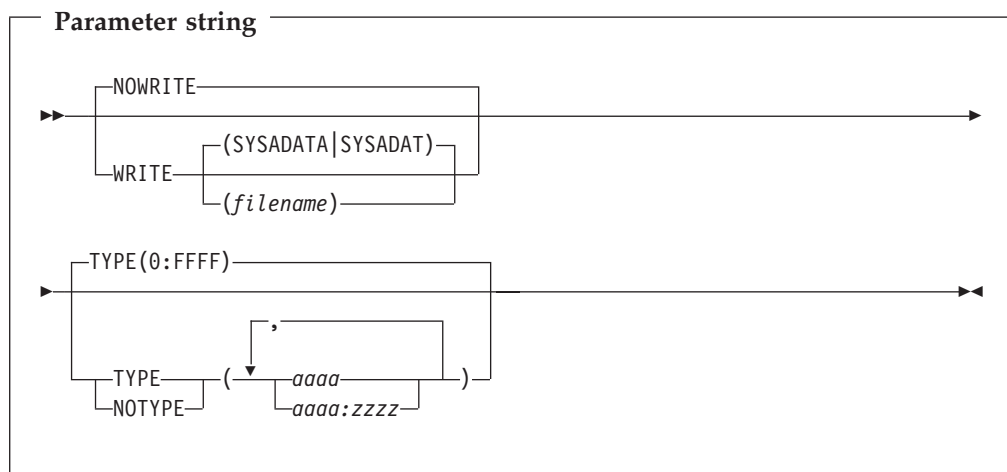 Parameter string
NOWRITE
(SYSADATA|SYSADAT)
WRITE
(filename)
TYPE(0:FFFF)
,
TYPE ( aaaa )
NOTYPE aaaa:zzzz